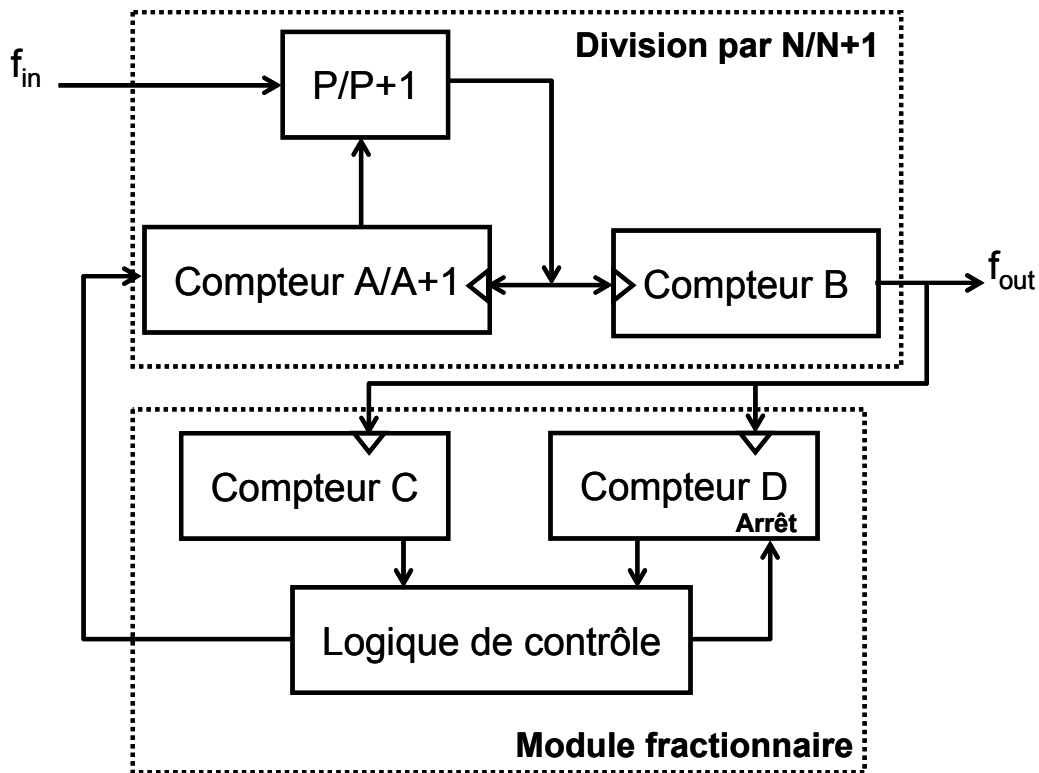 Division par N/N+1
f_in
P/P+1
Compteur A/A+1
Compteur B
f_out
Compteur C
Compteur D
Arrêt
Logique de contrôle
Module fractionnaire